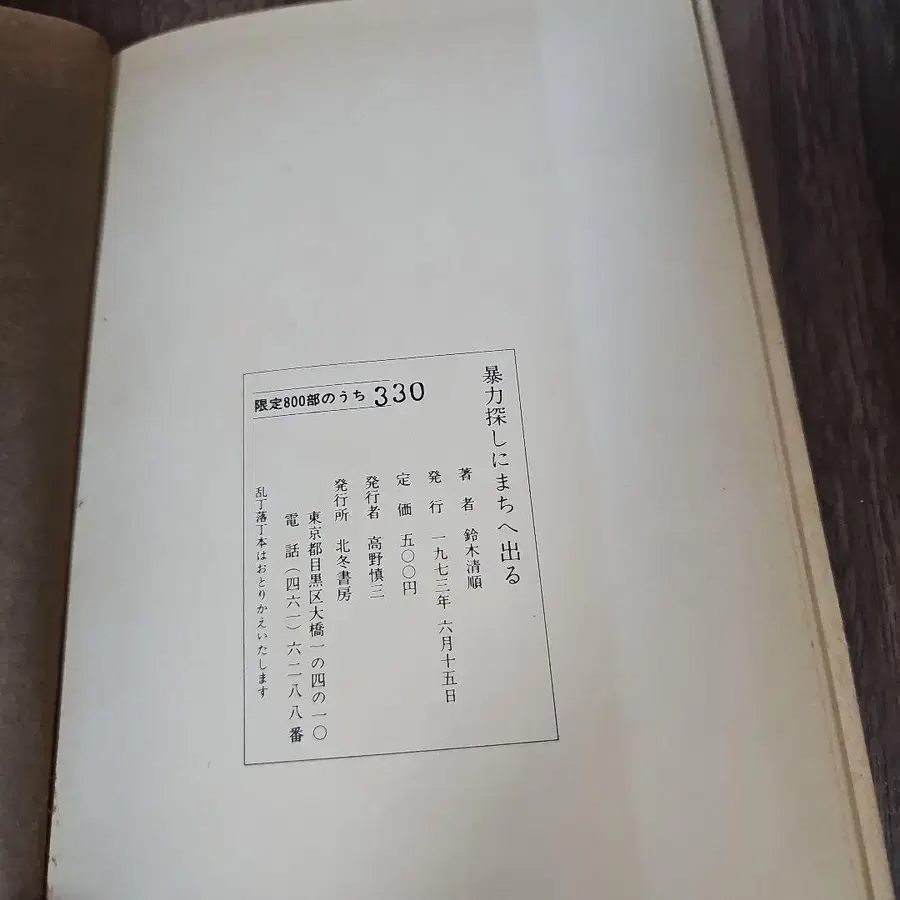 暴力探しにまちへ出る
著者 鈴木清順
発行 一九七三年 六月十五日
定価 五〇〇円
発行者 高野慎三
発行所 北冬書房
東京都目黒区大橋一の四の一〇
電話(四六一)六二八八番
乱丁落丁本はおとりかえいたします
限定800部のうち 330